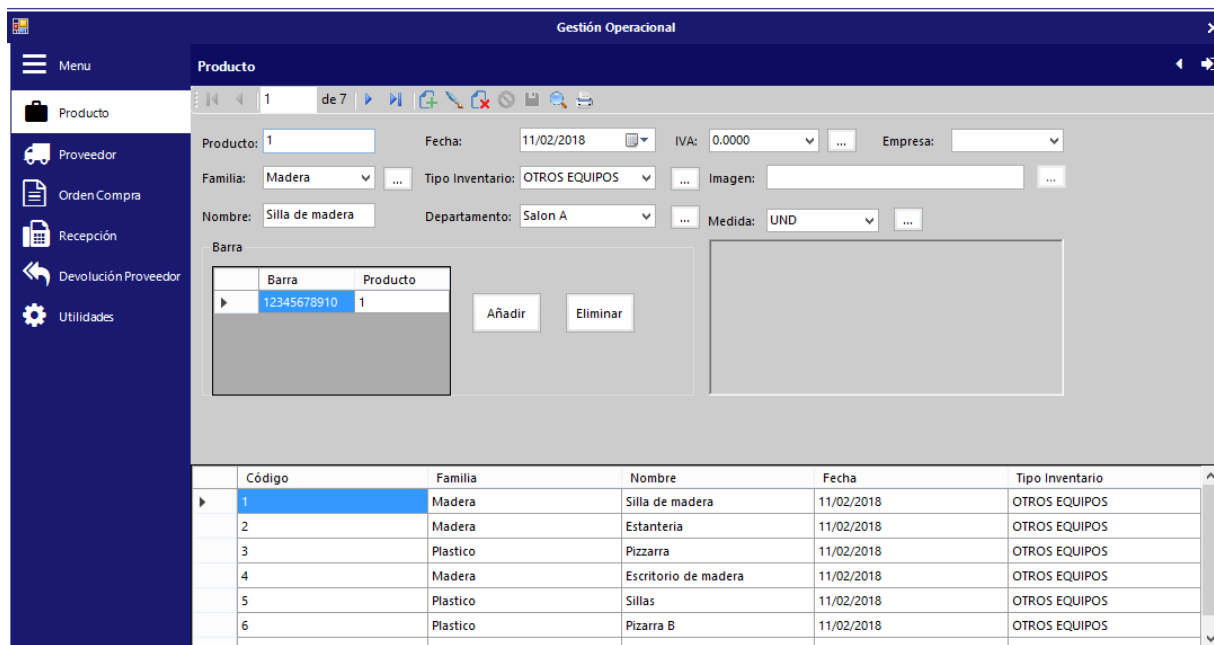 Gestión Operacional
Menu
Producto
Producto
1 de 7
Proveedor
Orden Compra
Recepción
Devolución Proveedor
Utilidades
Producto: 1 Fecha: 11/02/2018 IVA: 0.0000 ... Empresa:
Familia: Madera ... Tipo Inventario: OTROS EQUIPOS ... Imagen: ...
Nombre: Silla de madera Departamento: Salon A ... Medida: UND ...
Barra
Barra Producto
12345678910 1
Añadir Eliminar
Código Familia Nombre Fecha Tipo Inventario
1 Madera Silla de madera 11/02/2018 OTROS EQUIPOS
2 Madera Estanteria 11/02/2018 OTROS EQUIPOS
3 Plastico Pizzarra 11/02/2018 OTROS EQUIPOS
4 Madera Escritorio de madera 11/02/2018 OTROS EQUIPOS
5 Plastico Sillas 11/02/2018 OTROS EQUIPOS
6 Plastico Pizarra B 11/02/2018 OTROS EQUIPOS